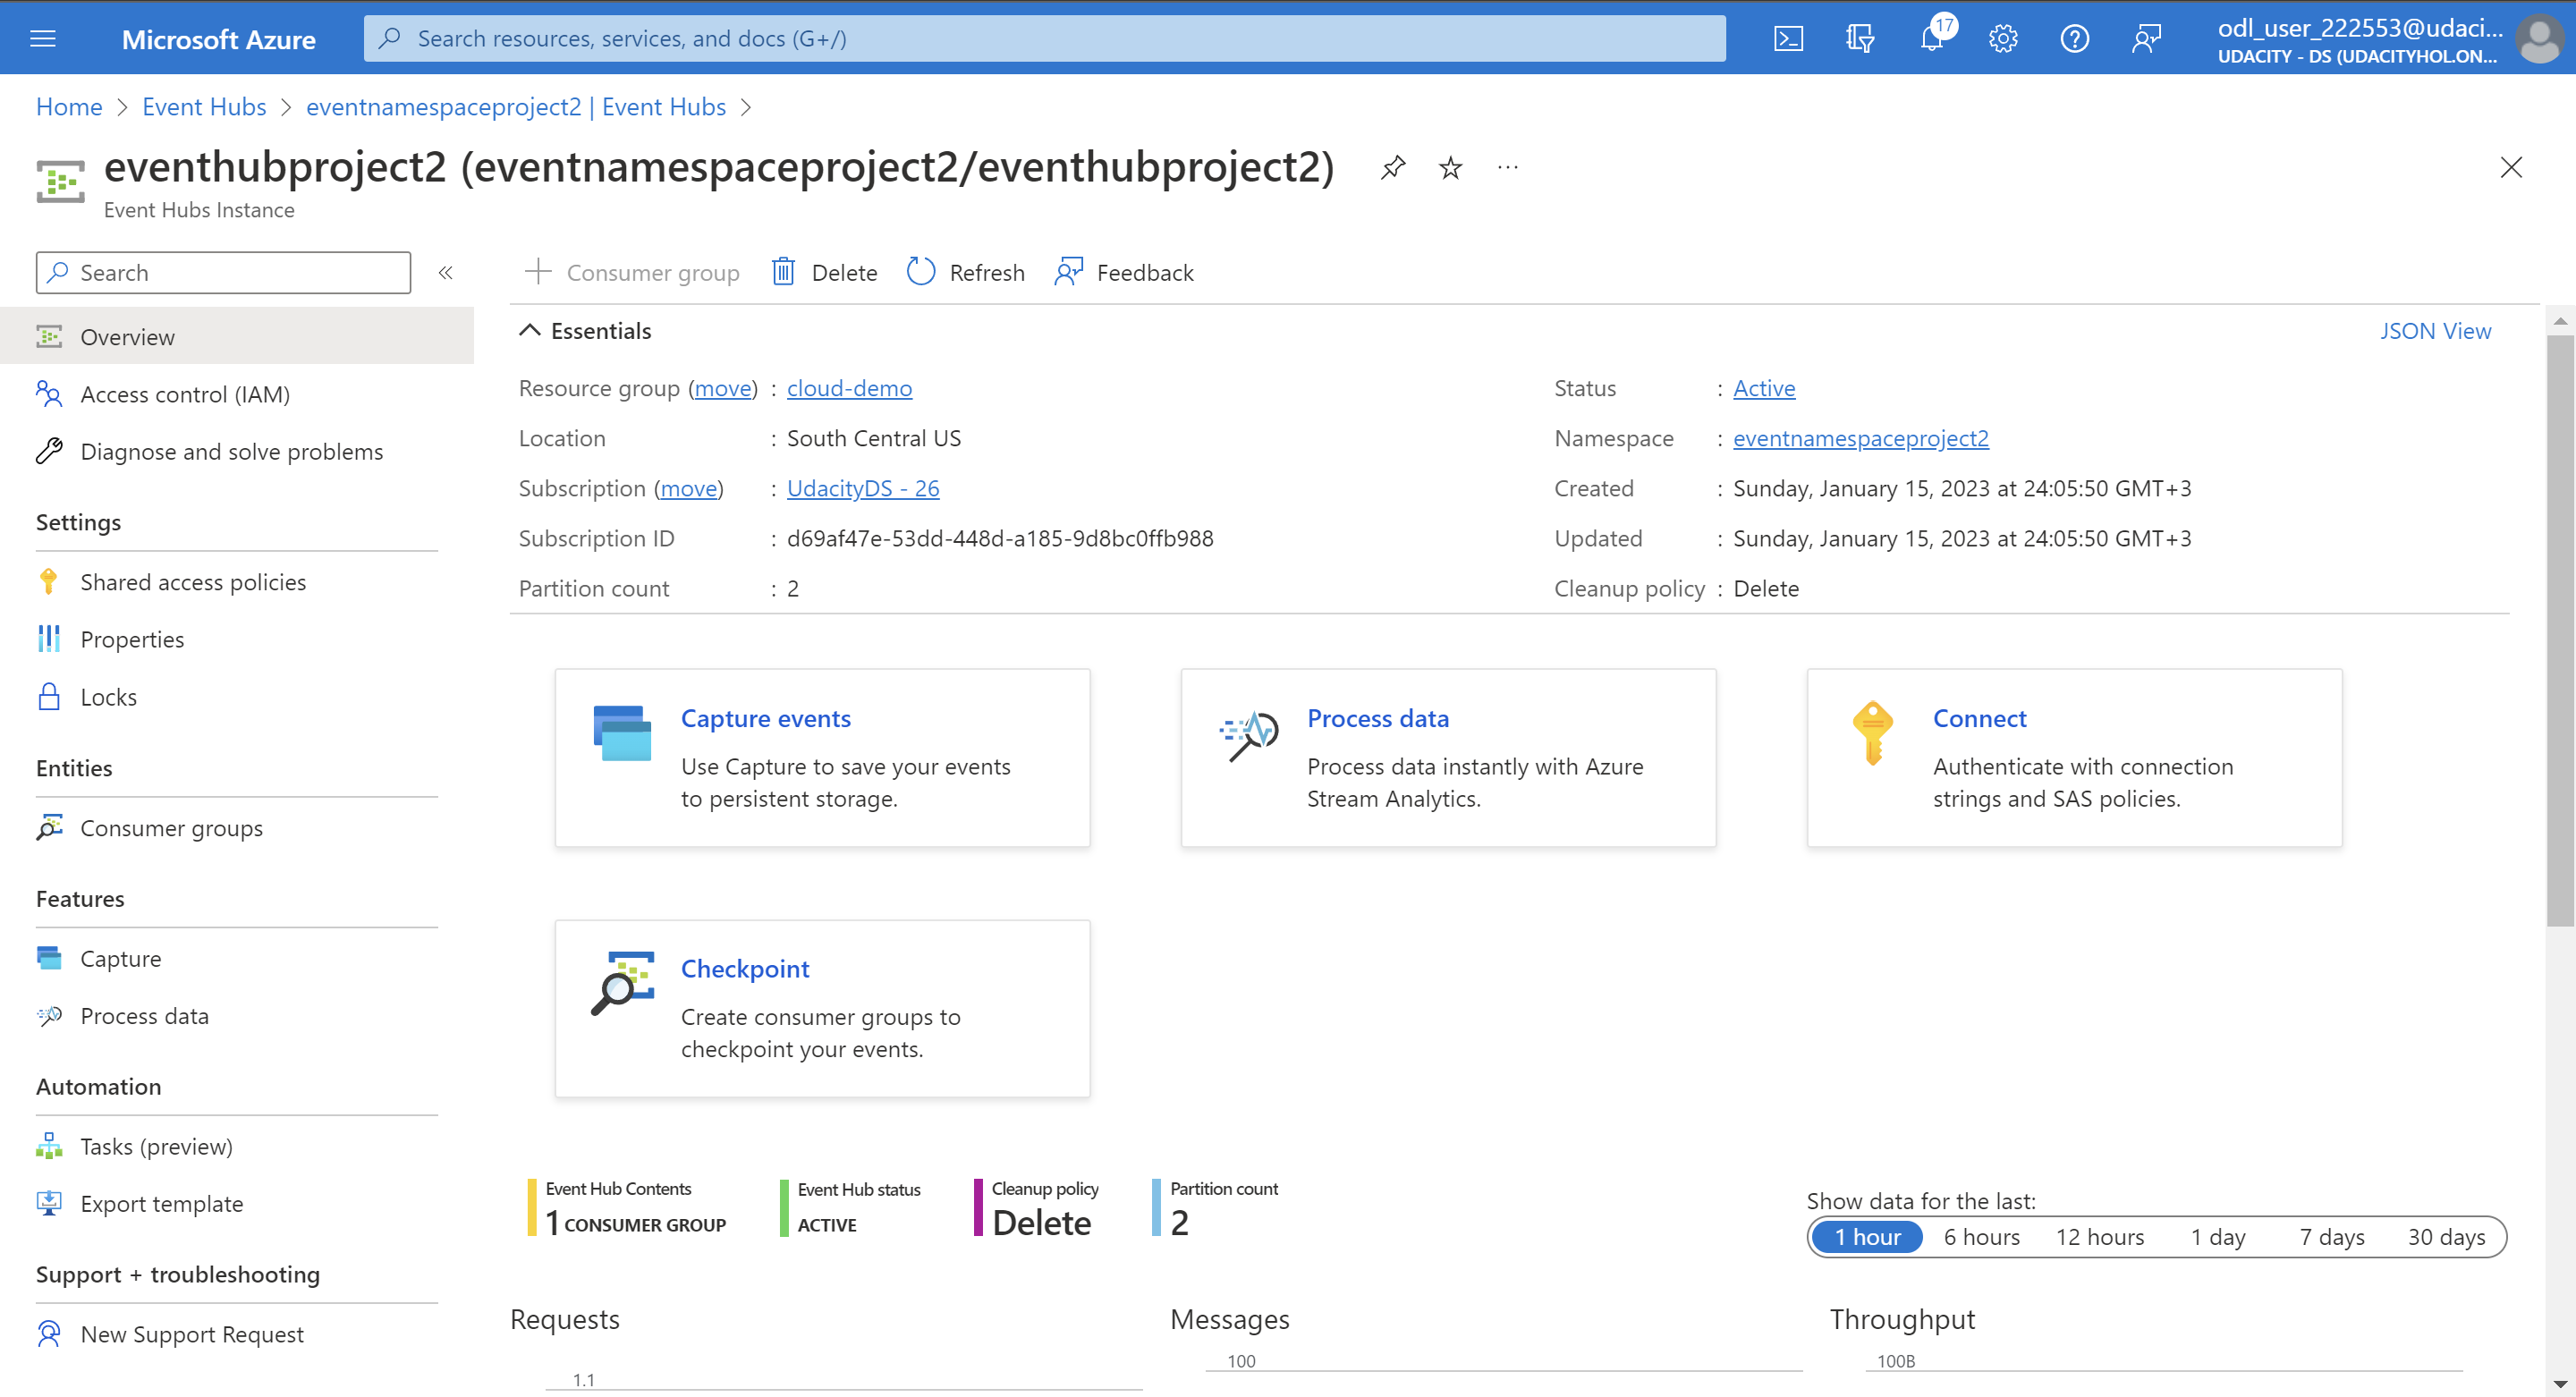 Microsoft Azure
Search resources, services, and docs (G+/)
17
odl_user_222553@udaci...
UDACITY - DS (UDACITYHOL.ON...
Home > Event Hubs > eventnamespaceproject2 | Event Hubs >
eventhubproject2 (eventnamespaceproject2/eventhubproject2) ...
Event Hubs Instance
Search
«
Overview
Access control (IAM)
Diagnose and solve problems
Settings
Shared access policies
Properties
Locks
Entities
Consumer groups
Features
Capture
Process data
Automation
Tasks (preview)
Export template
Support + troubleshooting
New Support Request
Consumer group
Delete
Refresh
Feedback
Essentials
JSON View
Resource group (move) : cloud-demo
Location : South Central US
Subscription (move) : UdacityDS - 26
Subscription ID : d69af47e-53dd-448d-a185-9d8bc0ffb988
Partition count : 2
Status : Active
Namespace : eventnamespaceproject2
Created : Sunday, January 15, 2023 at 24:05:50 GMT+3
Updated : Sunday, January 15, 2023 at 24:05:50 GMT+3
Cleanup policy : Delete
Capture events
Use Capture to save your events
to persistent storage.
Process data
Process data instantly with Azure
Stream Analytics.
Connect
Authenticate with connection
strings and SAS policies.
Checkpoint
Create consumer groups to
checkpoint your events.
Event Hub Contents
1 CONSUMER GROUP
Event Hub status
ACTIVE
Cleanup policy
Delete
Partition count
2
Show data for the last:
1 hour 6 hours 12 hours 1 day 7 days 30 days
Requests
1.1
Messages
100
Throughput
100B